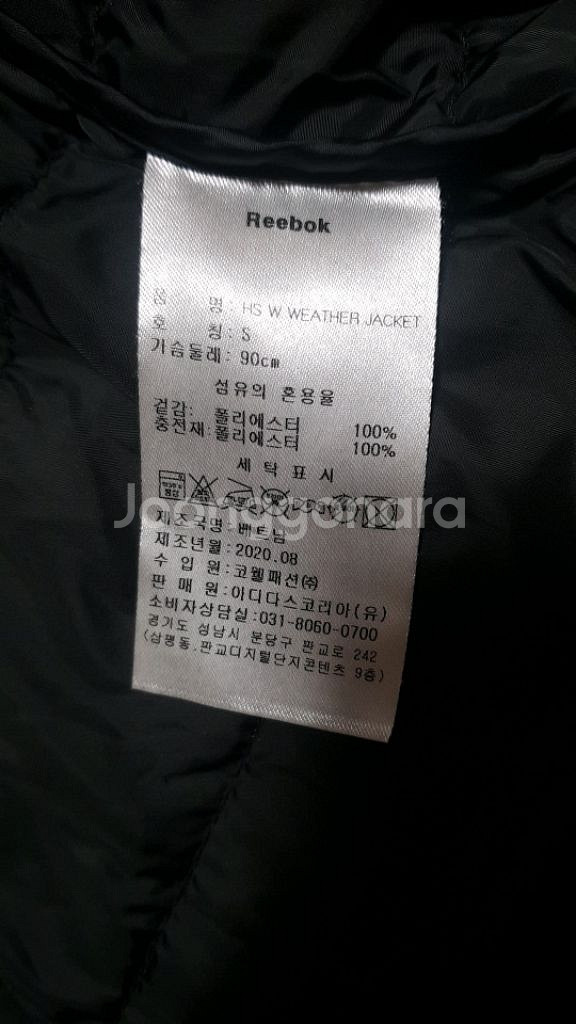 Reebok
품 명 : HS W WEATHER JACKET
호 칭 : S
가슴둘레 : 90cm
섬유의 혼용율
겉감: 폴리에스터 100%
충전재:폴리에스터 100%
세탁표시
Joonggonara
제조국명:베트남
제조년월:2020.08
수 입 원:코웰패션㈜
판 매 원:아디다스코리아(유)
소비자상담실:031-8060-0700
경기도 성남시 분당구 판교로 242
(삼평동.판교디지털단지콘텐츠 9층)